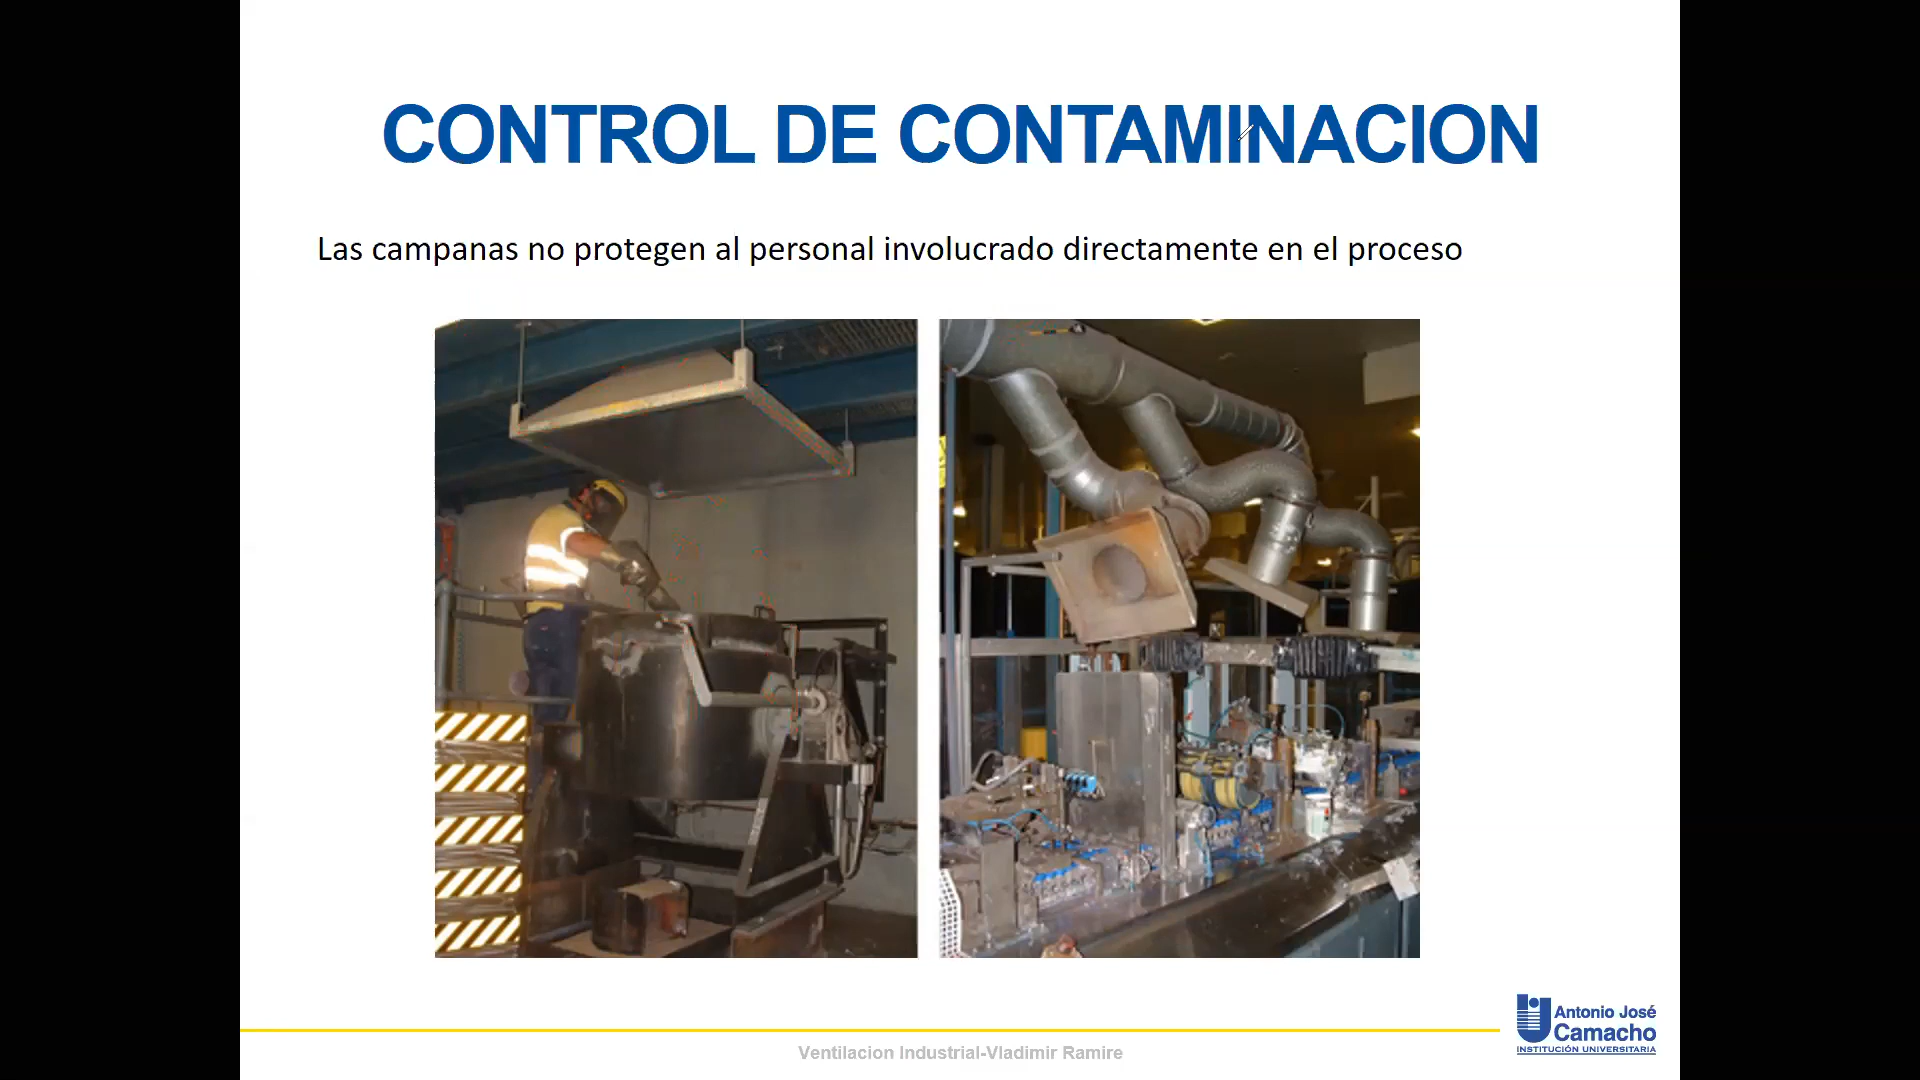 CONTROL DE CONTAMINACION
Las campanas no protegen al personal involucrado directamente en el proceso
Antonio José
Camacho
INSTITUCIÓN UNIVERSITARIA
Ventilacion Industrial-Vladimir Ramire